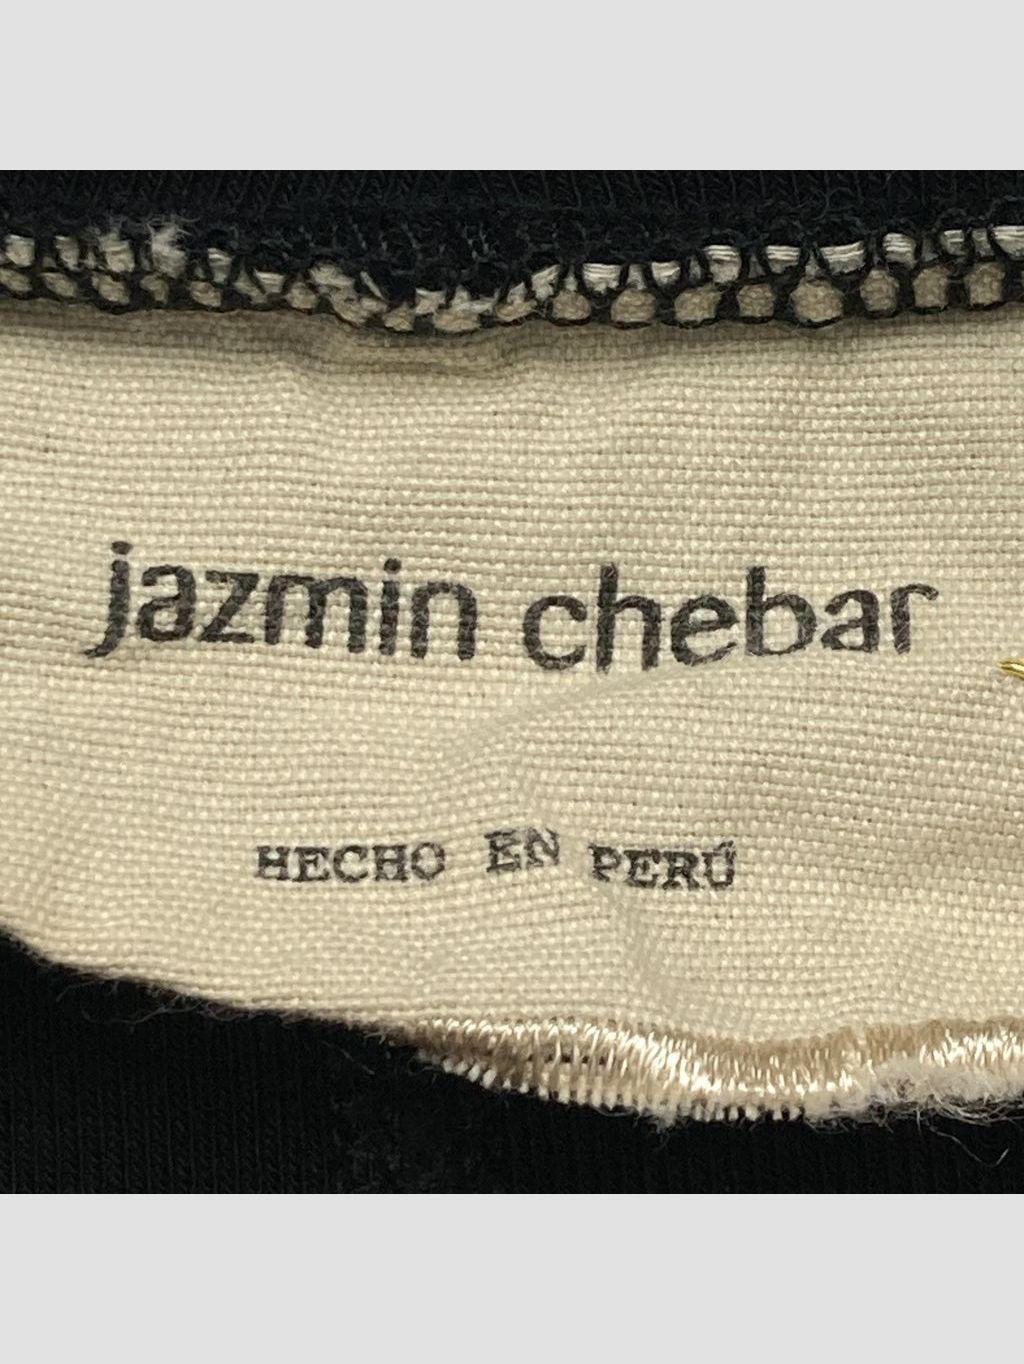 jazmin chebar
HECHO EN PERÚ